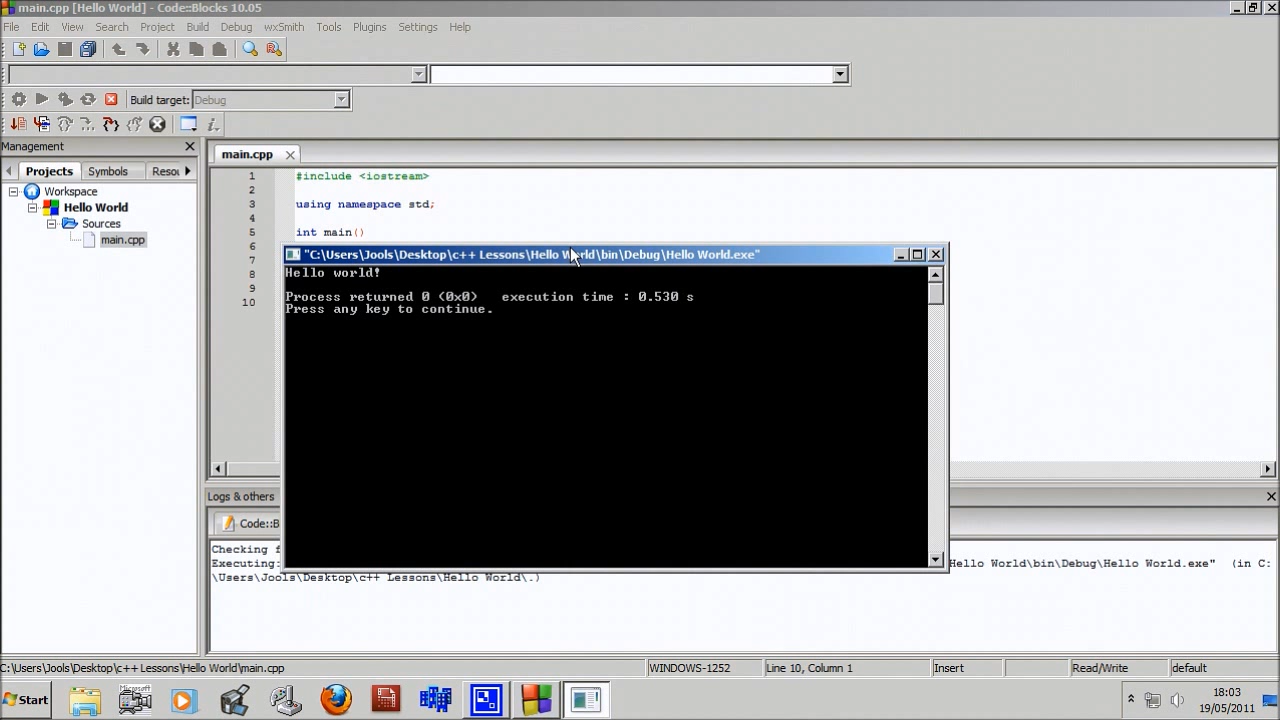 main.cpp [Hello World] - Code::Blocks 10.05
File Edit View Search Project Build Debug wxSmith Tools Plugins Settings Help
Build target: Debug
Management
main.cpp
Projects Symbols Resou
Workspace
Hello World
Sources
main.cpp
1 #include <iostream>
2
3 using namespace std;
4
5 int main()
6
7
8
9
10
"C:\Users\Jools\Desktop\c++ Lessons\Hello World\bin\Debug\Hello World.exe"
Hello world!
Process returned 0 (0x0) execution time : 0.530 s
Press any key to continue.
Logs & others
Code::B
Checking f
Executing: Hello World\bin\Debug\Hello World.exe" (in C:
\Users\Jools\Desktop\c++ Lessons\Hello World\.)
C:\Users\Jools\Desktop\c++ Lessons\Hello World\main.cpp WINDOWS-1252 Line 10, Column 1 Insert Read/Write default
Start
18:03
19/05/2011